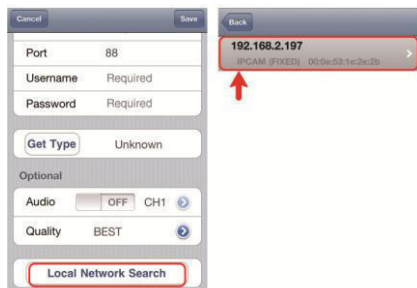 Cancel Save
Port 88
Username Required
Password Required
Get Type Unknown
Optional
Audio OFF CH1
Quality BEST
Local Network Search
Back
192.168.2.197
IPCAM (FIXED) 00:0e:53:1e:2e:2b